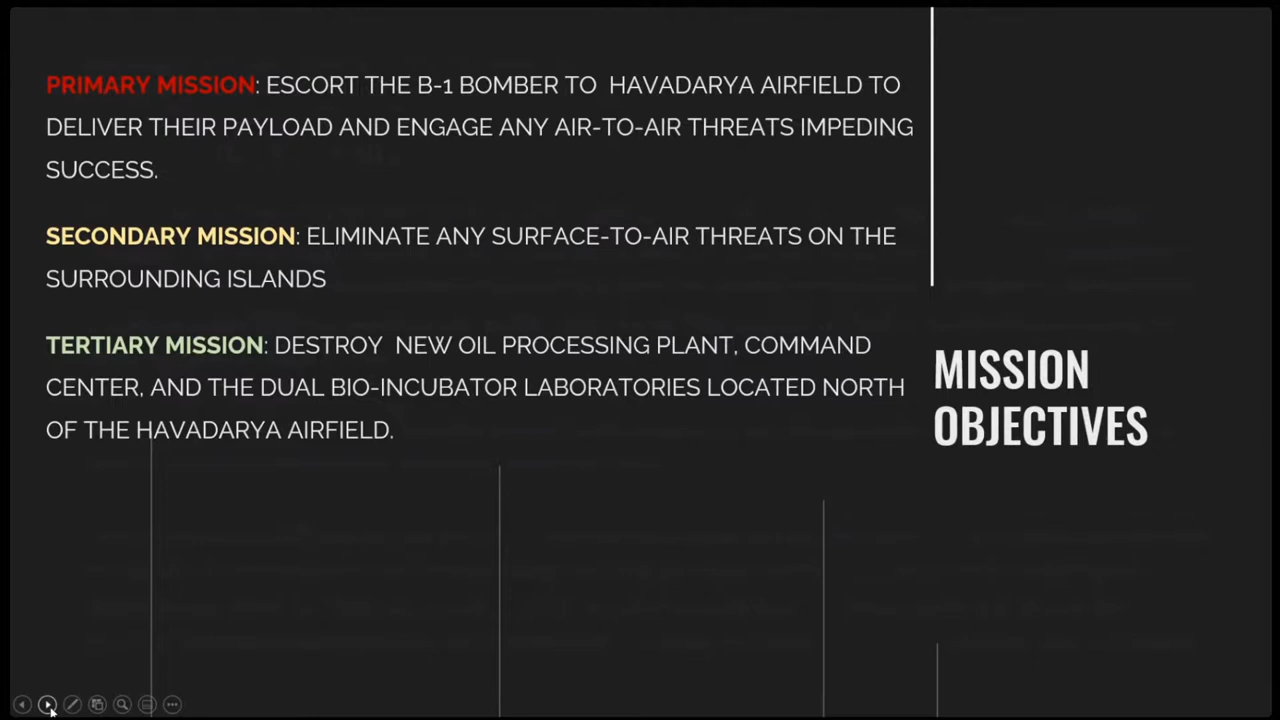 PRIMARY MISSION: ESCORT THE B-1 BOMBER TO HAVADARYA AIRFIELD TO
DELIVER THEIR PAYLOAD AND ENGAGE ANY AIR-TO-AIR THREATS IMPEDING
SUCCESS.
SECONDARY MISSION: ELIMINATE ANY SURFACE-TO-AIR THREATS ON THE
SURROUNDING ISLANDS
TERTIARY MISSION: DESTROY NEW OIL PROCESSING PLANT, COMMAND
CENTER, AND THE DUAL BIO-INCUBATOR LABORATORIES LOCATED NORTH
OF THE HAVADARYA AIRFIELD.
MISSION
OBJECTIVES